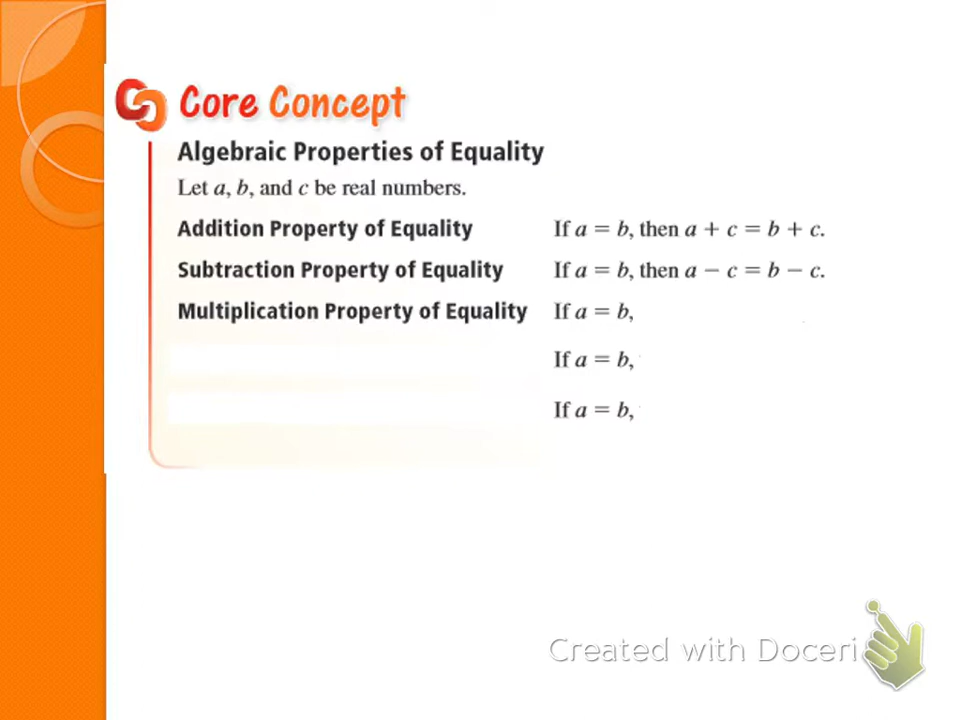 Core Concept
Algebraic Properties of Equality
Let a, b, and c be real numbers.
Addition Property of Equality If a = b, then a + c = b + c.
Subtraction Property of Equality If a = b, then a − c = b − c.
Multiplication Property of Equality If a = b,
If a = b,
If a = b,
Created with Doceri